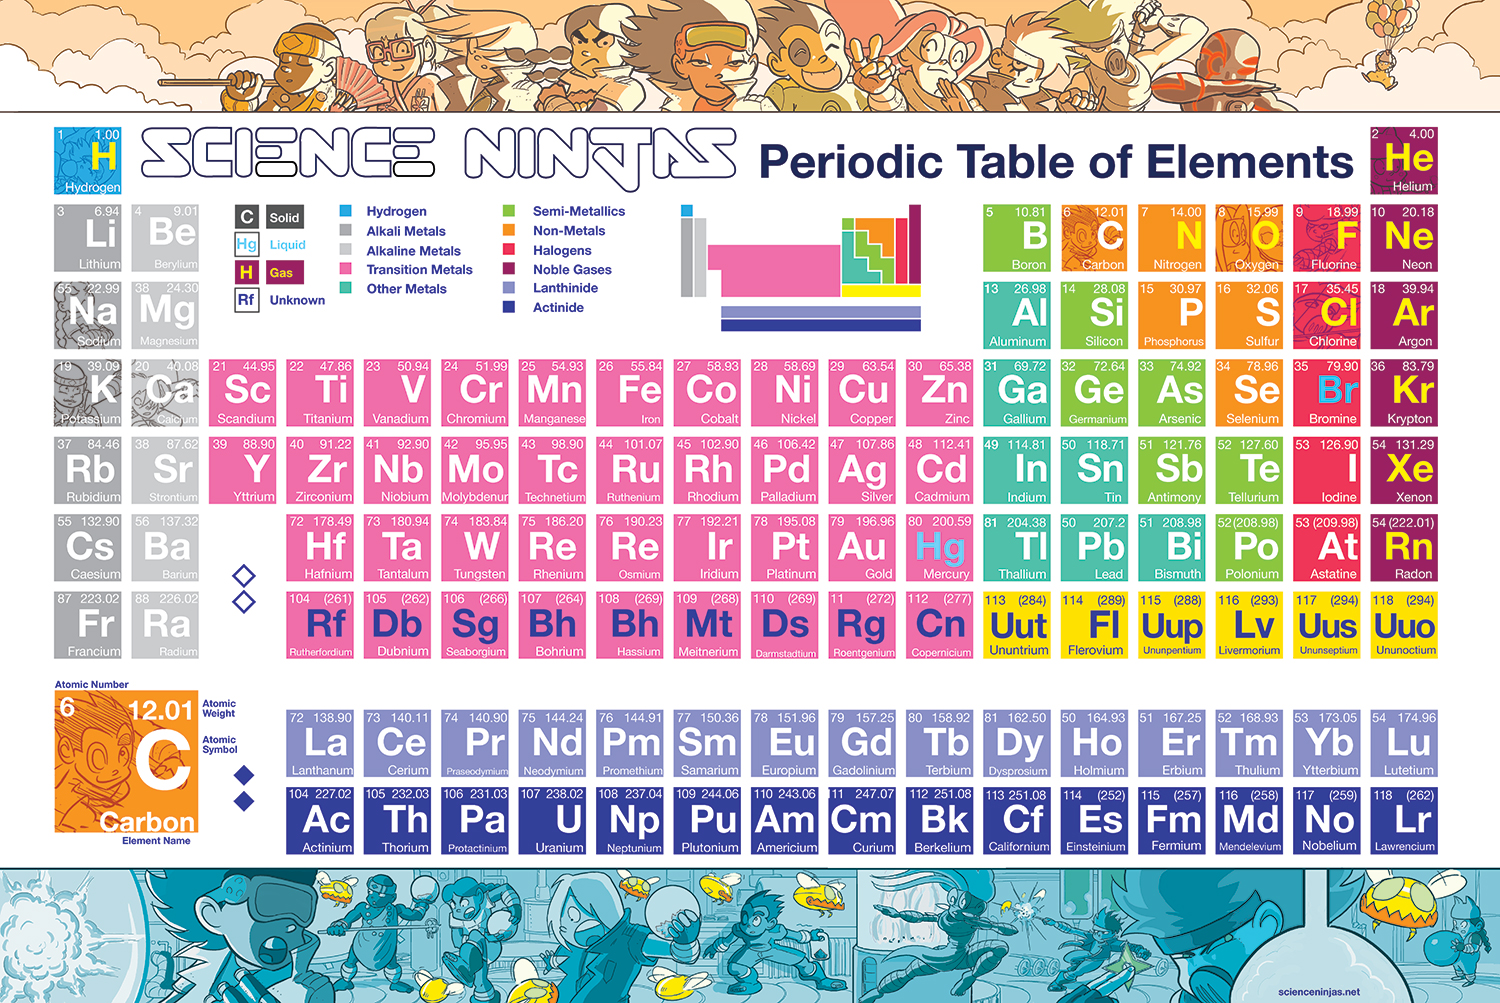 SCIENCE NINJAS Periodic Table of Elements
1 1.00
H
Hydrogen
2 4.00
He
Helium
C Solid
Hg Liquid
H Gas
Rf Unknown
Hydrogen
Alkali Metals
Alkaline Metals
Transition Metals
Other Metals
Semi-Metallics
Non-Metals
Halogens
Noble Gases
Lanthinide
Actinide
3 6.94 4 9.01 5 10.81 6 12.01 7 14.00 8 15.99 9 18.99 10 20.18
Li Be B C N O F Ne
Lithium Berylium Boron Carbon Nitrogen Oxygen Fluorine Neon
55 22.99 12 24.30 13 26.98 14 28.08 15 30.97 16 32.06 17 35.45 18 39.94
Na Mg Al Si P S Cl Ar
Sodium Magnesium Aluminum Silicon Phosphorus Sulfur Chlorine Argon
19 39.09 20 40.08 21 44.95 22 47.86 23 50.94 24 51.99 25 54.93 26 55.84 27 58.93 28 58.69 29 63.54 30 65.38 31 69.72 32 72.64 33 74.92 34 78.96 35 79.90 36 83.79
K Ca Sc Ti V Cr Mn Fe Co Ni Cu Zn Ga Ge As Se Br Kr
Potassium Calcium Scandium Titanium Vanadium Chromium Manganese Iron Cobalt Nickel Copper Zinc Gallium Germanium Arsenic Selenium Bromine Krypton
37 84.46 38 87.62 39 88.90 40 91.22 41 92.90 42 95.95 43 98.90 44 101.07 45 102.90 46 106.42 47 107.86 48 112.41 49 114.81 50 118.71 51 121.76 52 127.60 53 126.90 54 131.29
Rb Sr Y Zr Nb Mo Tc Ru Rh Pd Ag Cd In Sn Sb Te I Xe
Rubidium Strontium Yttrium Zirconium Niobium Molybdenur Technetium Ruthenium Rhodium Palladium Silver Cadmium Indium Tin Antimony Tellurium Iodine Xenon
55 132.90 56 137.32 72 178.49 73 180.94 74 183.84 75 186.20 76 190.23 77 192.21 78 195.08 79 196.96 80 200.59 81 204.38 50 207.2 51 208.98 52 (208.98) 53 (209.98) 54 (222.01)
Cs Ba Hf Ta W Re Re Ir Pt Au Hg Tl Pb Bi Po At Rn
Caesium Barium Hafnium Tantalum Tungsten Rhenium Osmium Iridium Platinum Gold Mercury Thallium Lead Bismuth Polonium Astatine Radon
87 223.02 88 226.02 104 (261) 105 (262) 106 (266) 107 (264) 108 (269) 109 (268) 110 (269) 11 (272) 112 (277) 113 (284) 114 (289) 115 (288) 116 (293) 117 (294) 118 (294)
Fr Ra Rf Db Sg Bh Bh Mt Ds Rg Cn Uut Fl Uup Lv Uus Uuo
Francium Radium Rutherfordium Dubnium Seaborgium Bohrium Hassium Meitnerium Darmstadtium Roentgenium Copernicium Ununtrium Flerovium Ununpentium Livermorium Ununseptium Ununoctium
Atomic Number
6 12.01
C
Carbon
Atomic
Weight
Atomic
Symbol
Element Name
72 138.90 73 140.11 74 140.90 75 144.24 76 144.91 77 150.36 78 151.96 79 157.25 80 158.92 81 162.50 50 164.93 51 167.25 52 168.93 53 173.05 54 174.96
La Ce Pr Nd Pm Sm Eu Gd Tb Dy Ho Er Tm Yb Lu
Lanthanum Cerium Praseodymium Neodymium Promethium Samarium Europium Gadolinium Terbium Dysprosium Holmium Erbium Thulium Ytterbium Lutetium
104 227.02 105 232.03 106 231.03 107 238.02 108 237.04 109 244.06 110 243.06 111 247.07 112 251.08 113 251.08 114 (252) 115 (257) 116 (258) 117 (259) 118 (262)
Ac Th Pa U Np Pu Am Cm Bk Cf Es Fm Md No Lr
Actinium Thorium Protactinium Uranium Neptunium Plutonium Americium Curium Berkelium Californium Einsteinium Fermium Mendelevium Nobelium Lawrencium
scienceninjas.net